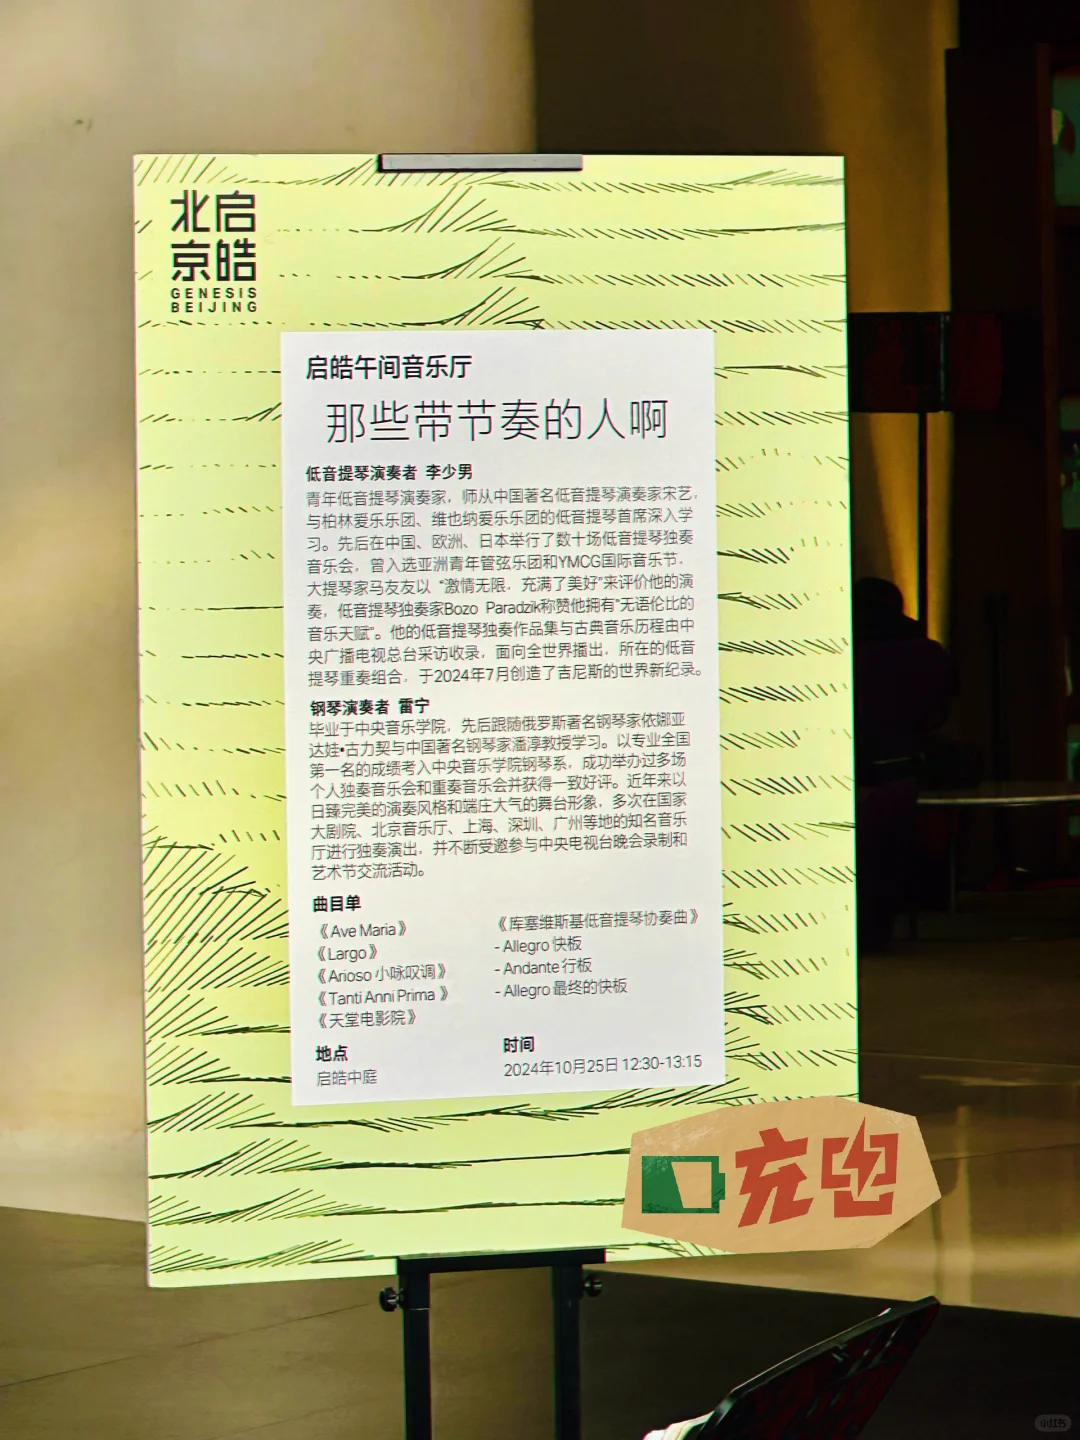 北启
京皓
GENESIS
BEIJING
启皓午间音乐厅
那些带节奏的人啊
低音提琴演奏者 李少男
青年低音提琴演奏家，师从中国著名低音提琴演奏家宋艺，
与柏林爱乐乐团、维也纳爱乐乐团的低音提琴首席深入学
习。先后在中国、欧洲、日本举行了数十场低音提琴独奏
音乐会，曾入选亚洲青年管弦乐团和YMCG国际音乐节，
大提琴家马友友以“激情无限，充满了美好”来评价他的演
奏，低音提琴独奏家Bozo Paradzik称赞他拥有“无语伦比的
音乐天赋”。他的低音提琴独奏作品集与古典音乐历程由中
央广播电视总台采访收录，面向全世界播出，所在的低音
提琴重奏组合，于2024年7月创造了吉尼斯的世界新纪录。
钢琴演奏者 雷宁
毕业于中央音乐学院，先后跟随俄罗斯著名钢琴家依娜亚
达娃•古力契与中国著名钢琴家潘淳教授学习。以专业全国
第一名的成绩考入中央音乐学院钢琴系，成功举办过多场
个人独奏音乐会和重奏音乐会并获得一致好评。近年来以
日臻完美的演奏风格和端庄大气的舞台形象，多次在国家
大剧院、北京音乐厅、上海、深圳、广州等地的知名音乐
厅进行独奏演出，并不断受邀参与中央电视台晚会录制和
艺术节交流活动。
曲目单
《Ave Maria》
《Largo》
《Arioso 小咏叹调》
《Tanti Anni Prima 》
《天堂电影院》
《库塞维斯基低音提琴协奏曲》
- Allegro 快板
- Andante 行板
- Allegro 最终的快板
地点
启皓中庭
时间
2024年10月25日 12:30-13:15
充电
小红书